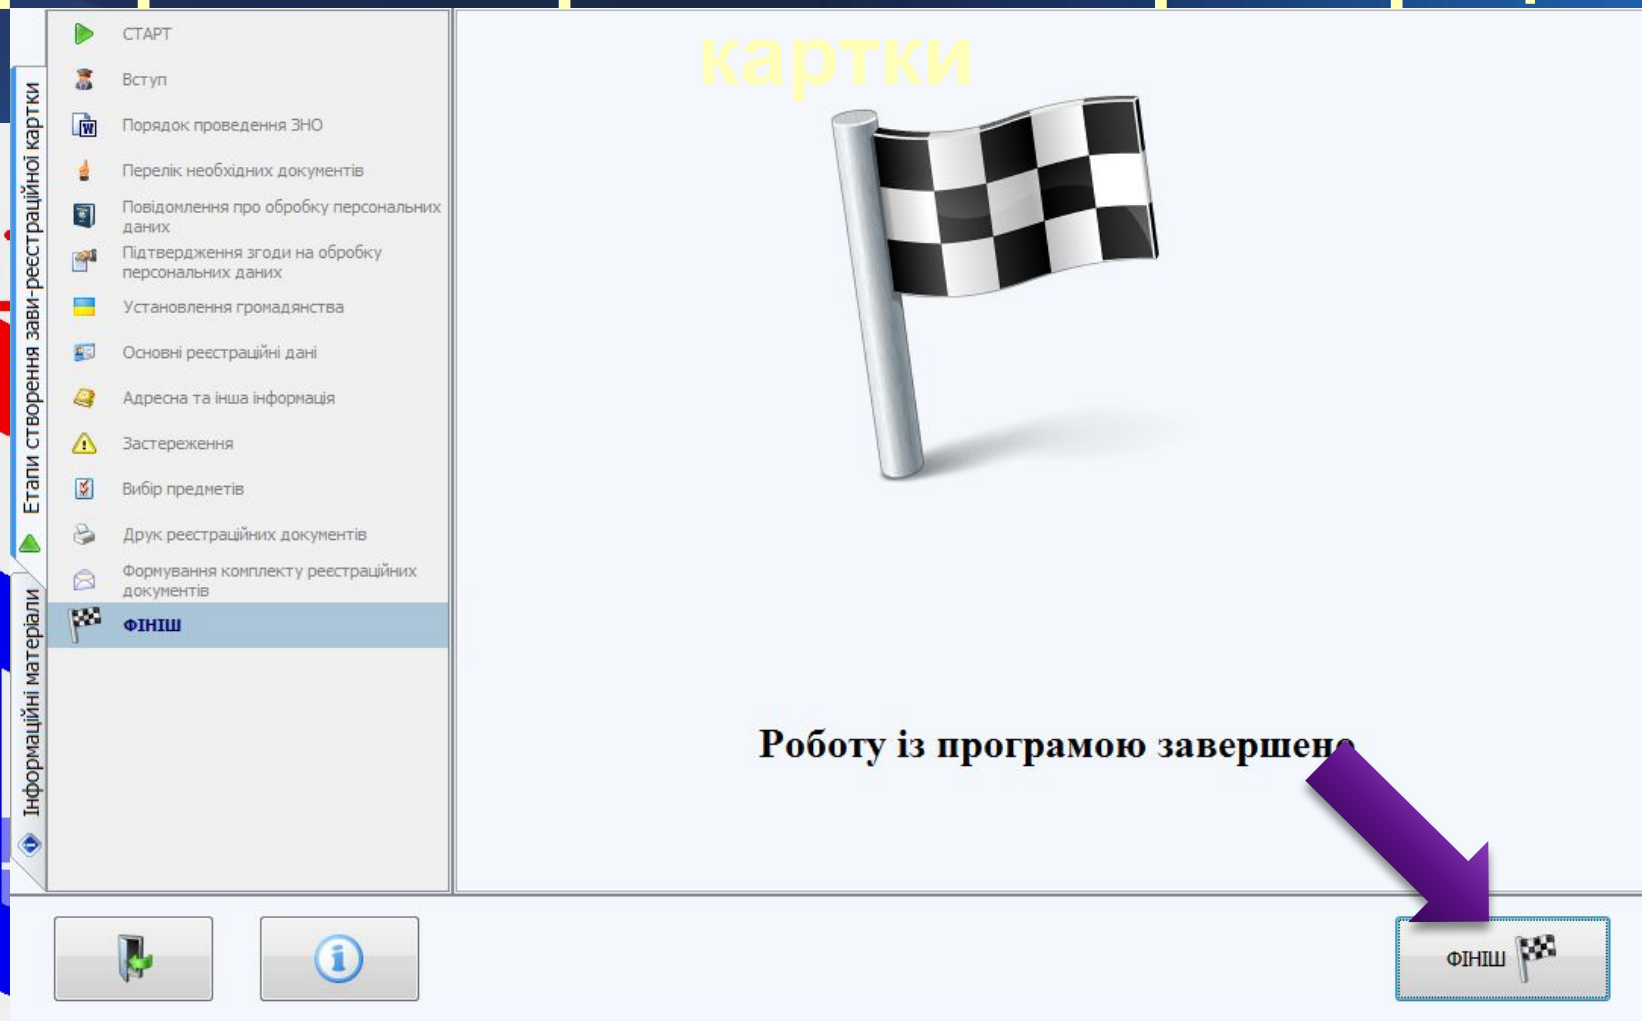 картки
СТАРТ
Вступ
Порядок проведення ЗНО
Перелік необхідних документів
Повідомлення про обробку персональних
даних
Підтвердження згоди на обробку
персональних даних
Установлення громадянства
Основні реєстраційні дані
Адресна та інша інформація
Застереження
Вибір предметів
Друк реєстраційних документів
Формування комплекту реєстраційних
документів
ФІНІШ
Етапи створення зави-реєстраційної картки
Інформаційні матеріали
Роботу із програмою завершено
ФІНІШ